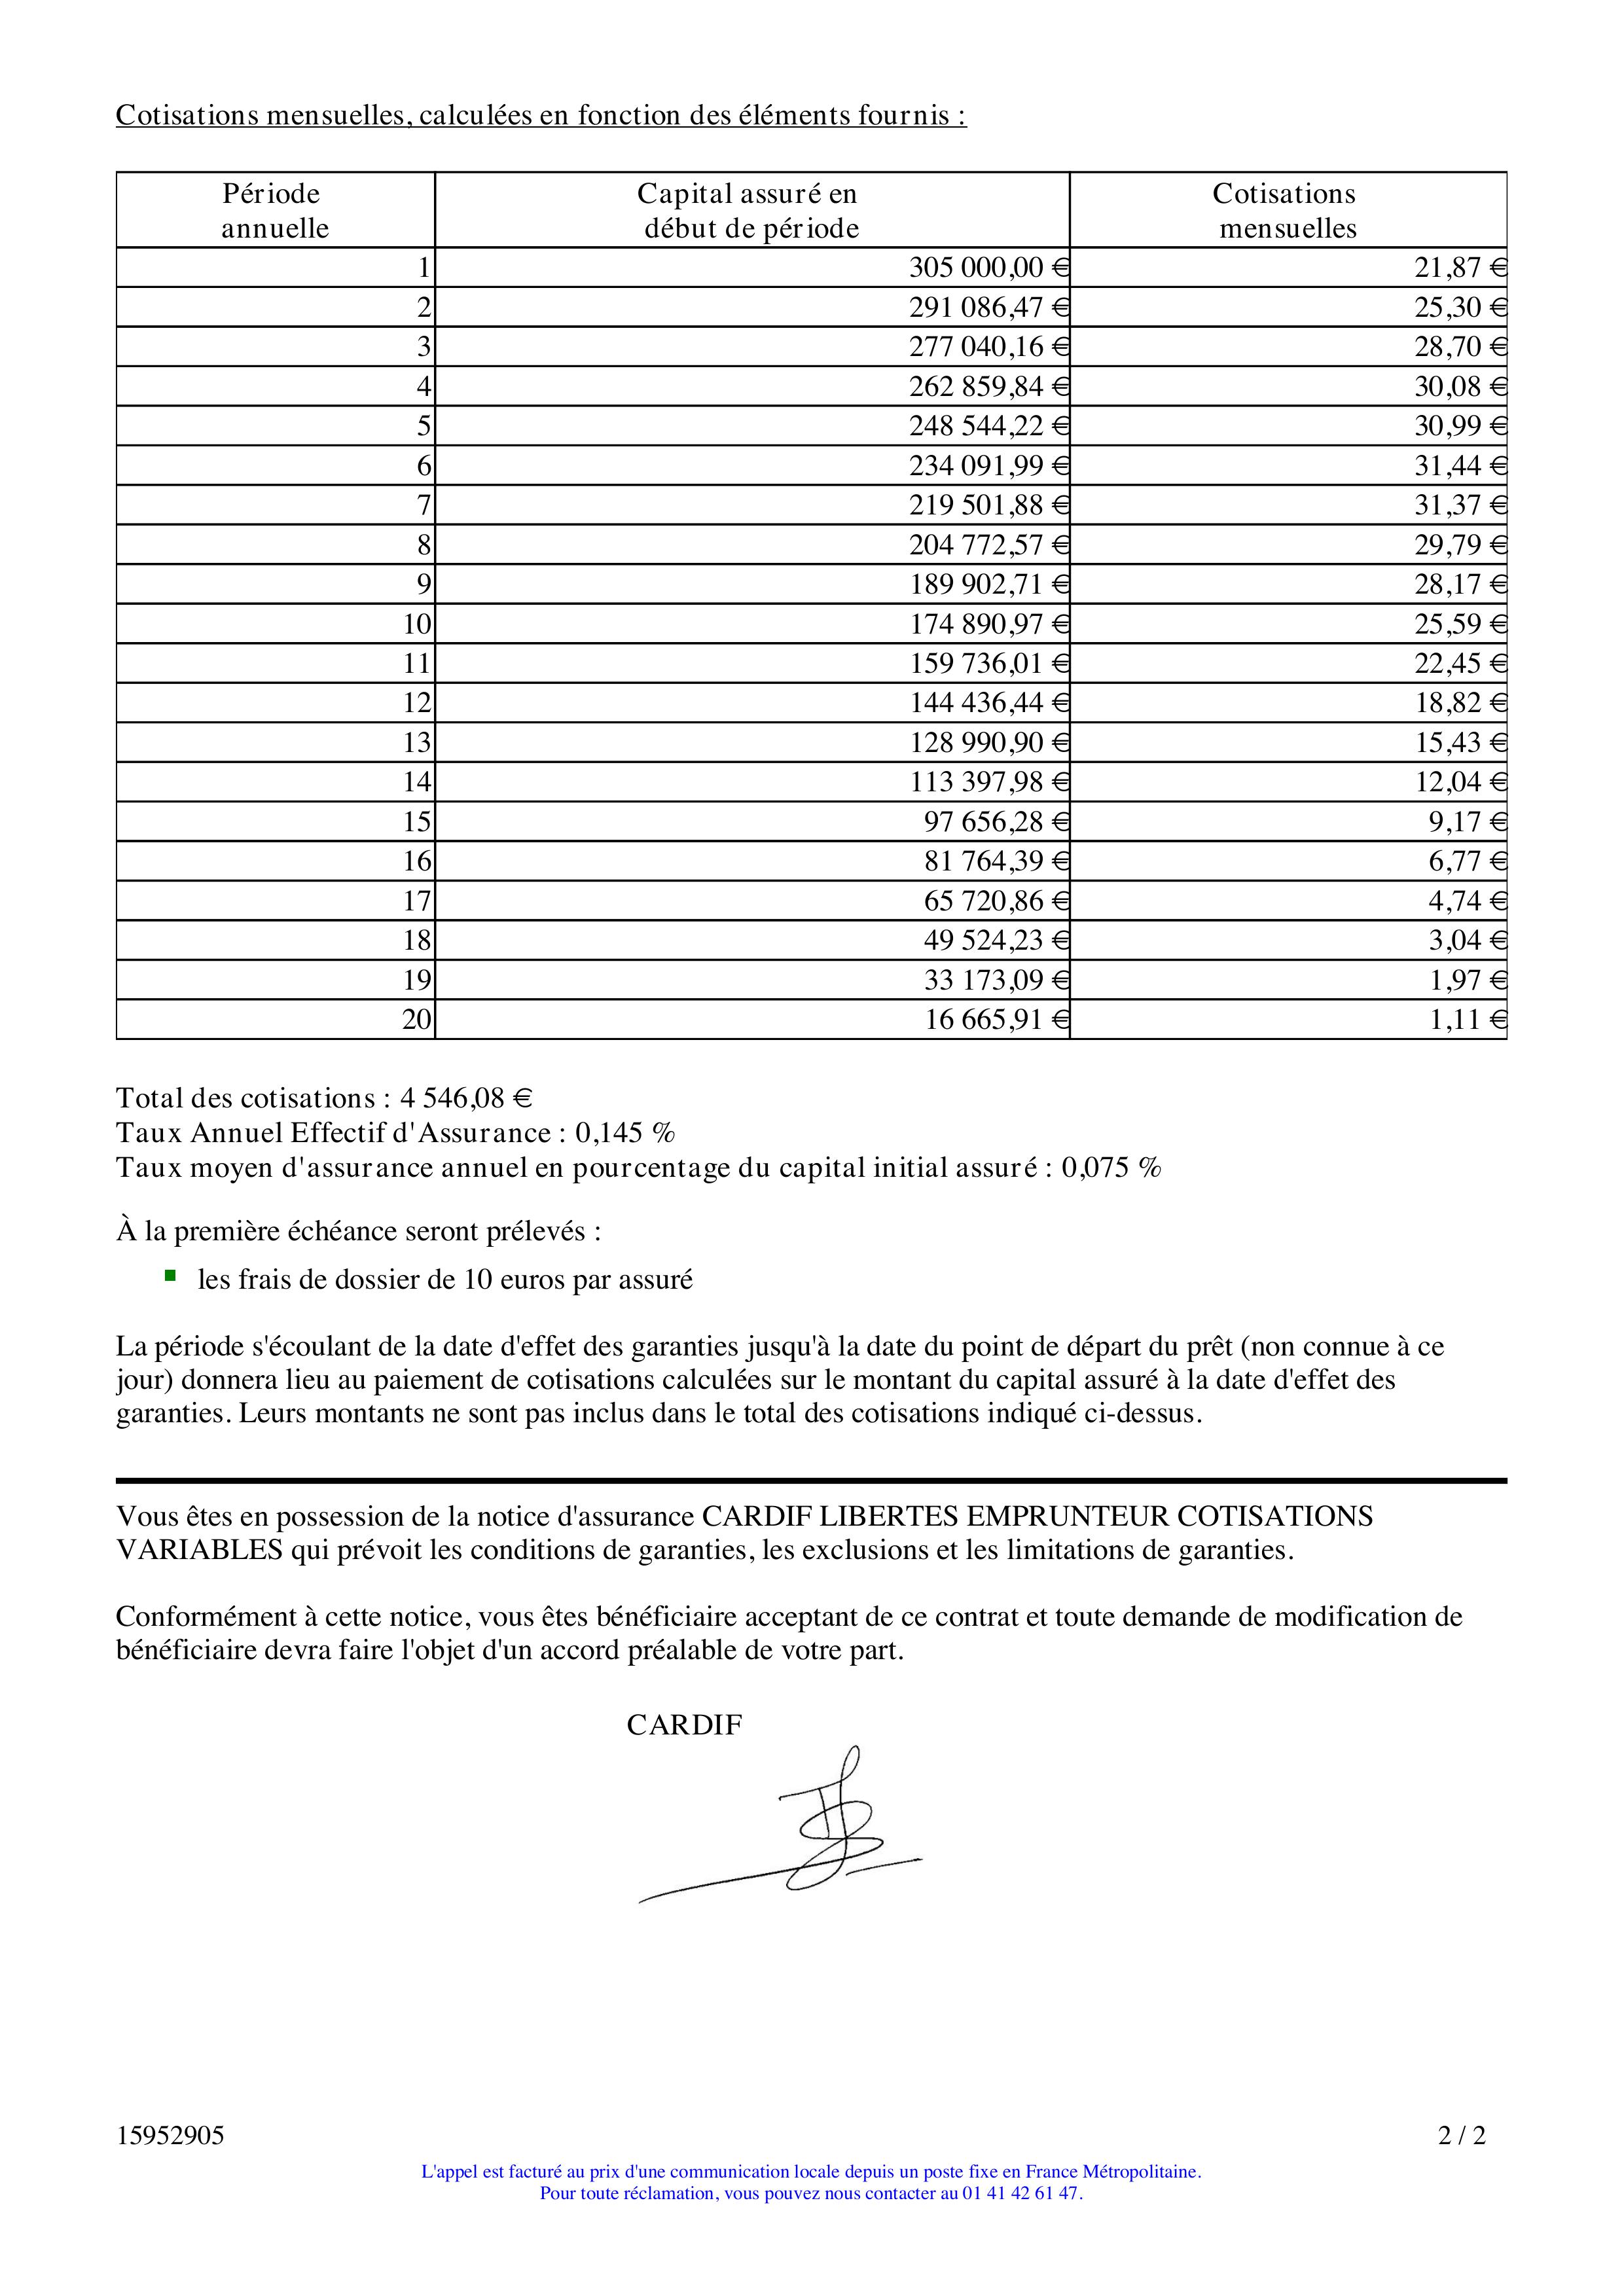 Cotisations mensuelles, calculées en fonction des éléments fournis :
Période annuelle Capital assuré en début de période Cotisations mensuelles
1 305 000,00 € 21,87 €
2 291 086,47 € 25,30 €
3 277 040,16 € 28,70 €
4 262 859,84 € 30,08 €
5 248 544,22 € 30,99 €
6 234 091,99 € 31,44 €
7 219 501,88 € 31,37 €
8 204 772,57 € 29,79 €
9 189 902,71 € 28,17 €
10 174 890,97 € 25,59 €
11 159 736,01 € 22,45 €
12 144 436,44 € 18,82 €
13 128 990,90 € 15,43 €
14 113 397,98 € 12,04 €
15 97 656,28 € 9,17 €
16 81 764,39 € 6,77 €
17 65 720,86 € 4,74 €
18 49 524,23 € 3,04 €
19 33 173,09 € 1,97 €
20 16 665,91 € 1,11 €
Total des cotisations : 4 546,08 €
Taux Annuel Effectif d'Assurance : 0,145 %
Taux moyen d'assurance annuel en pourcentage du capital initial assuré : 0,075 %
À la première échéance seront prélevés :
les frais de dossier de 10 euros par assuré
La période s'écoulant de la date d'effet des garanties jusqu'à la date du point de départ du prêt (non connue à ce
jour) donnera lieu au paiement de cotisations calculées sur le montant du capital assuré à la date d'effet des
garanties. Leurs montants ne sont pas inclus dans le total des cotisations indiqué ci-dessus.
Vous êtes en possession de la notice d'assurance CARDIF LIBERTES EMPRUNTEUR COTISATIONS
VARIABLES qui prévoit les conditions de garanties, les exclusions et les limitations de garanties.
Conformément à cette notice, vous êtes bénéficiaire acceptant de ce contrat et toute demande de modification de
bénéficiaire devra faire l'objet d'un accord préalable de votre part.
CARDIF
15952905 2 / 2
L'appel est facturé au prix d'une communication locale depuis un poste fixe en France Métropolitaine.
Pour toute réclamation, vous pouvez nous contacter au 01 41 42 61 47.